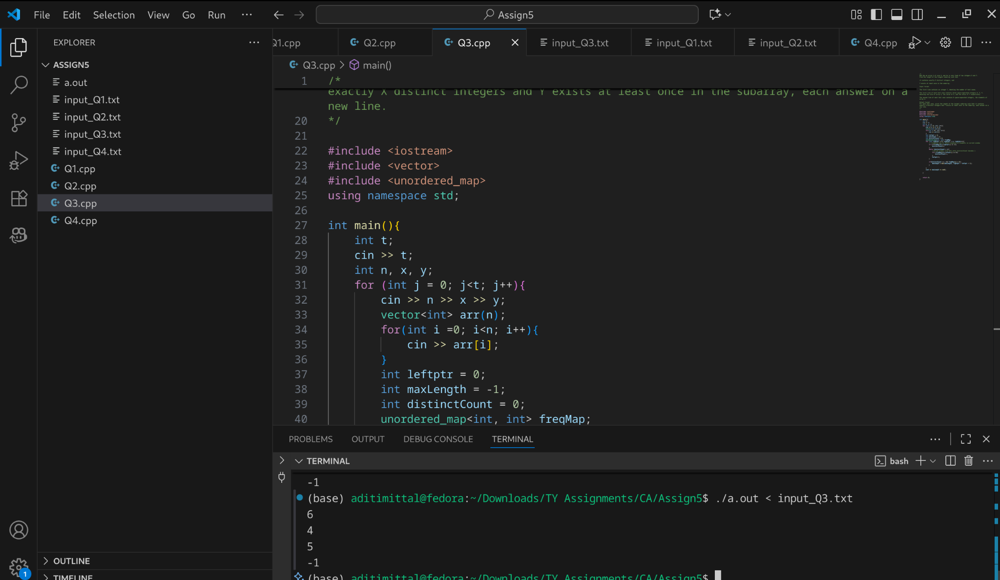 File Edit Selection View Go Run ··· Assign5
EXPLORER ···
ASSIGN5
a.out
input_Q1.txt
input_Q2.txt
input_Q3.txt
input_Q4.txt
Q1.cpp
Q2.cpp
Q3.cpp
Q4.cpp
OUTLINE
TIMELINE
1
Q1.cpp Q2.cpp Q3.cpp input_Q3.txt input_Q1.txt input_Q2.txt Q4.cpp
Q3.cpp > main()
1 /*
exactly X distinct integers and Y exists at least once in the subarray, each answer on a
new line.
20 */
21
22 #include <iostream>
23 #include <vector>
24 #include <unordered_map>
25 using namespace std;
26
27 int main(){
28 int t;
29 cin >> t;
30 int n, x, y;
31 for (int j = 0; j<t; j++){
32 cin >> n >> x >> y;
33 vector<int> arr(n);
34 for(int i =0; i<n; i++){
35 cin >> arr[i];
36 }
37 int leftptr = 0;
38 int maxLength = -1;
39 int distinctCount = 0;
40 unordered_map<int, int> freqMap;
PROBLEMS OUTPUT DEBUG CONSOLE TERMINAL
TERMINAL bash
-1
(base) aditimittal@fedora:~/Downloads/TY Assignments/CA/Assign5$ ./a.out < input_Q3.txt
6
4
5
-1
(base) aditimittal@fedora:~/Downloads/TY Assignments/CA/Assign5$